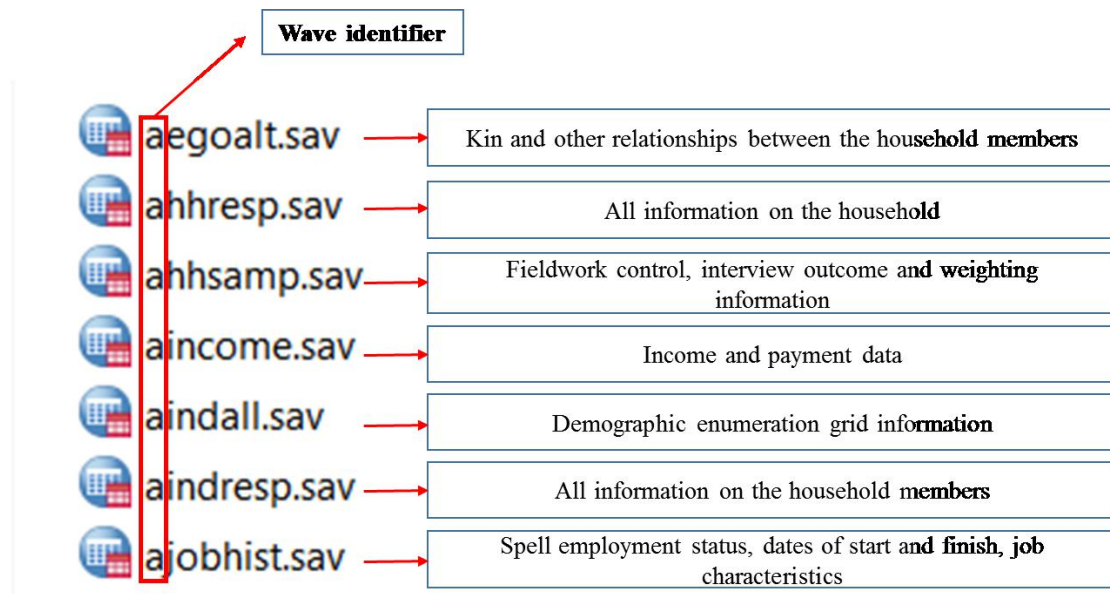 Wave identifier
aegoalt.sav
Kin and other relationships between the household members
ahhresp.sav
All information on the household
ahhsamp.sav
Fieldwork control, interview outcome and weighting
information
aincome.sav
Income and payment data
aindall.sav
Demographic enumeration grid information
aindresp.sav
All information on the household members
ajobhist.sav
Spell employment status, dates of start and finish, job
characteristics